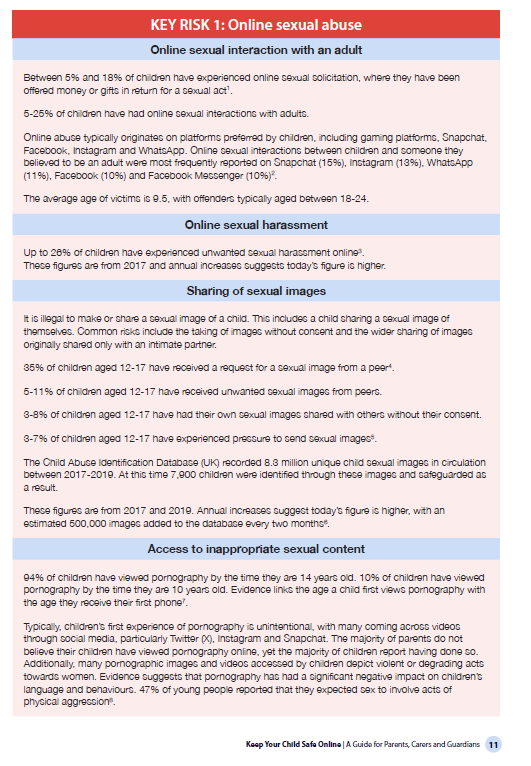 KEY RISK 1: Online sexual abuse
Online sexual interaction with an adult
Between 5% and 18% of children have experienced online sexual solicitation, where they have been
offered money or gifts in return for a sexual act¹.
5-25% of children have had online sexual interactions with adults.
Online abuse typically originates on platforms preferred by children, including gaming platforms, Snapchat,
Facebook, Instagram and WhatsApp. Online sexual interactions between children and someone they
believed to be an adult were most frequently reported on Snapchat (15%), Instagram (13%), WhatsApp
(11%), Facebook (10%) and Facebook Messenger (10%)².
The average age of victims is 9.5, with offenders typically aged between 18-24.
Online sexual harassment
Up to 26% of children have experienced unwanted sexual harassment online³.
These figures are from 2017 and annual increases suggests today's figure is higher.
Sharing of sexual images
It is illegal to make or share a sexual image of a child. This includes a child sharing a sexual image of
themselves. Common risks include the taking of images without consent and the wider sharing of images
originally shared only with an intimate partner.
35% of children aged 12-17 have received a request for a sexual image from a peer⁴.
5-11% of children aged 12-17 have received unwanted sexual images from peers.
3-8% of children aged 12-17 have had their own sexual images shared with others without their consent.
3-7% of children aged 12-17 have experienced pressure to send sexual images⁵.
The Child Abuse Identification Database (UK) recorded 8.3 million unique child sexual images in circulation
between 2017-2019. At this time 7,900 children were identified through these images and safeguarded as
a result.
These figures are from 2017 and 2019. Annual increases suggest today's figure is higher, with an
estimated 500,000 images added to the database every two months⁶.
Access to inappropriate sexual content
94% of children have viewed pornography by the time they are 14 years old. 10% of children have viewed
pornography by the time they are 10 years old. Evidence links the age a child first views pornography with
the age they receive their first phone⁷.
Typically, children's first experience of pornography is unintentional, with many coming across videos
through social media, particularly Twitter (X), Instagram and Snapchat. The majority of parents do not
believe their children have viewed pornography online, yet the majority of children report having done so.
Additionally, many pornographic images and videos accessed by children depict violent or degrading acts
towards women. Evidence suggests that pornography has had a significant negative impact on children's
language and behaviours. 47% of young people reported that they expected sex to involve acts of
physical aggression⁸.
Keep Your Child Safe Online | A Guide for Parents, Carers and Guardians 11